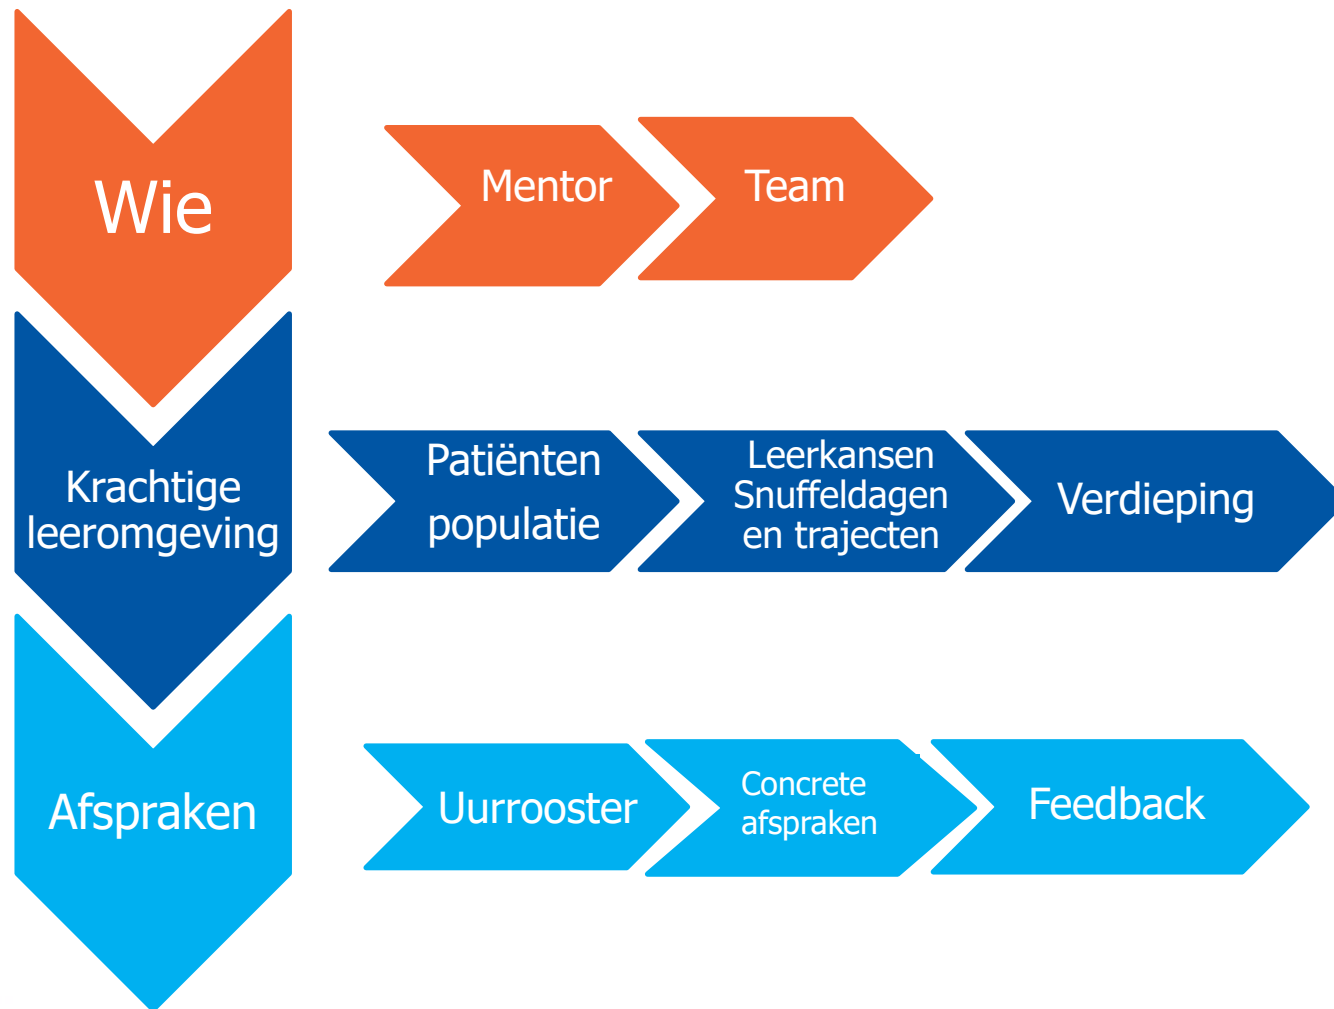 Wie
Mentor
Team
Krachtige
leeromgeving
Patiënten
populatie
Leerkansen
Snuffeldagen
en trajecten
Verdieping
Afspraken
Uurrooster
Concrete
afspraken
Feedback